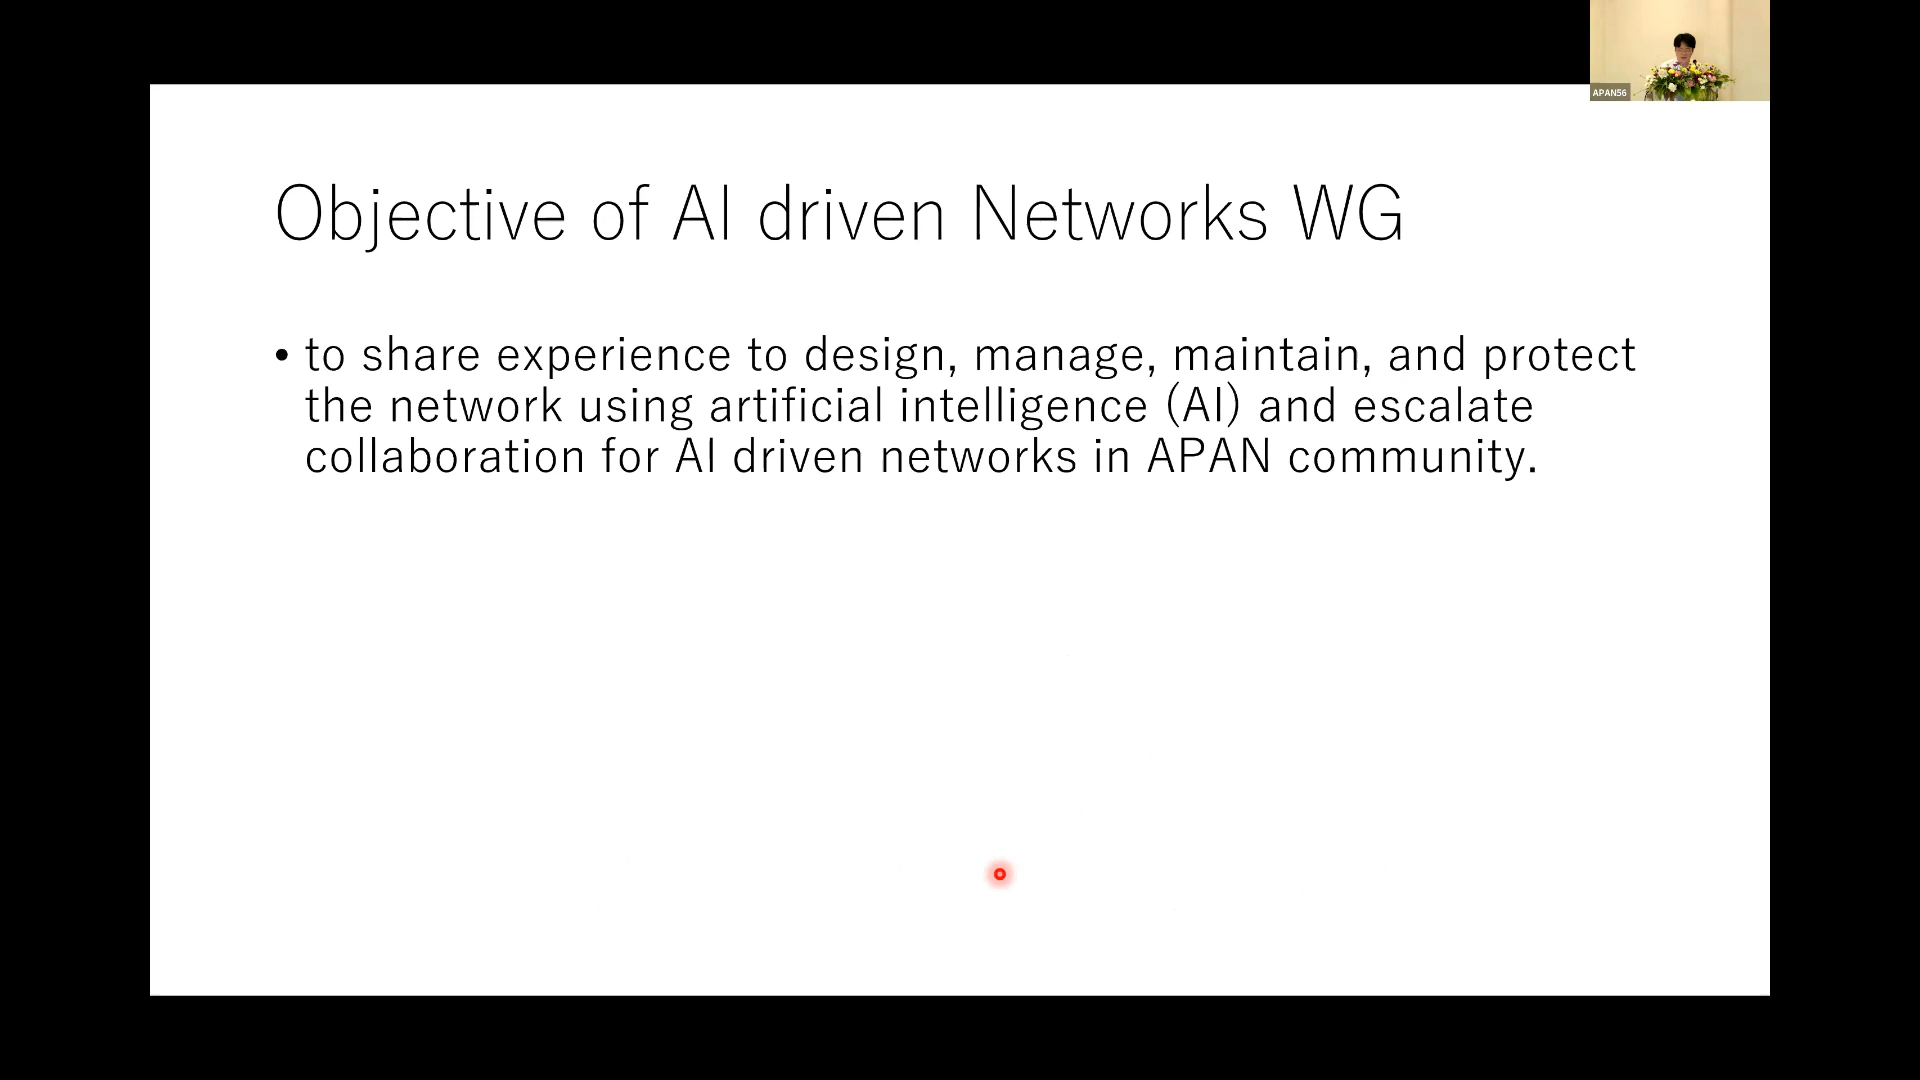 APAN56
Objective of AI driven Networks WG
• to share experience to design, manage, maintain, and protect
the network using artificial intelligence (AI) and escalate
collaboration for AI driven networks in APAN community.